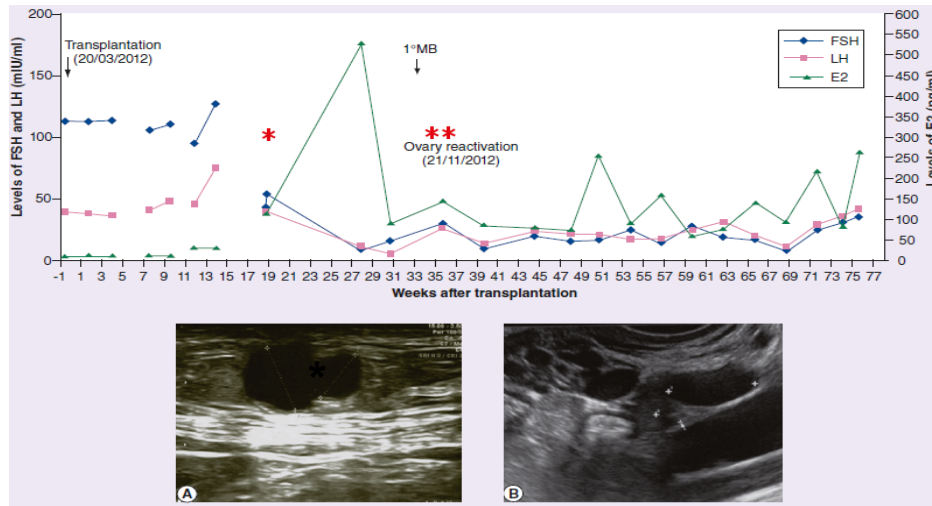 200
150
100
50
0
Levels of FSH and LH (mIU/ml)
Transplantation
(20/03/2012)
*
1°MB
**
Ovary reactivation
(21/11/2012)
FSH
LH
E2
600
550
500
450
400
350
300
250
200
150
100
50
0
Levels of E2 (pg/ml)
-1 1 3 5 7 9 11 13 15 17 19 21 23 25 27 29 31 33 35 37 39 41 43 45 47 49 51 53 55 57 59 61 63 65 67 69 71 73 75 77
Weeks after transplantation
*
A
B